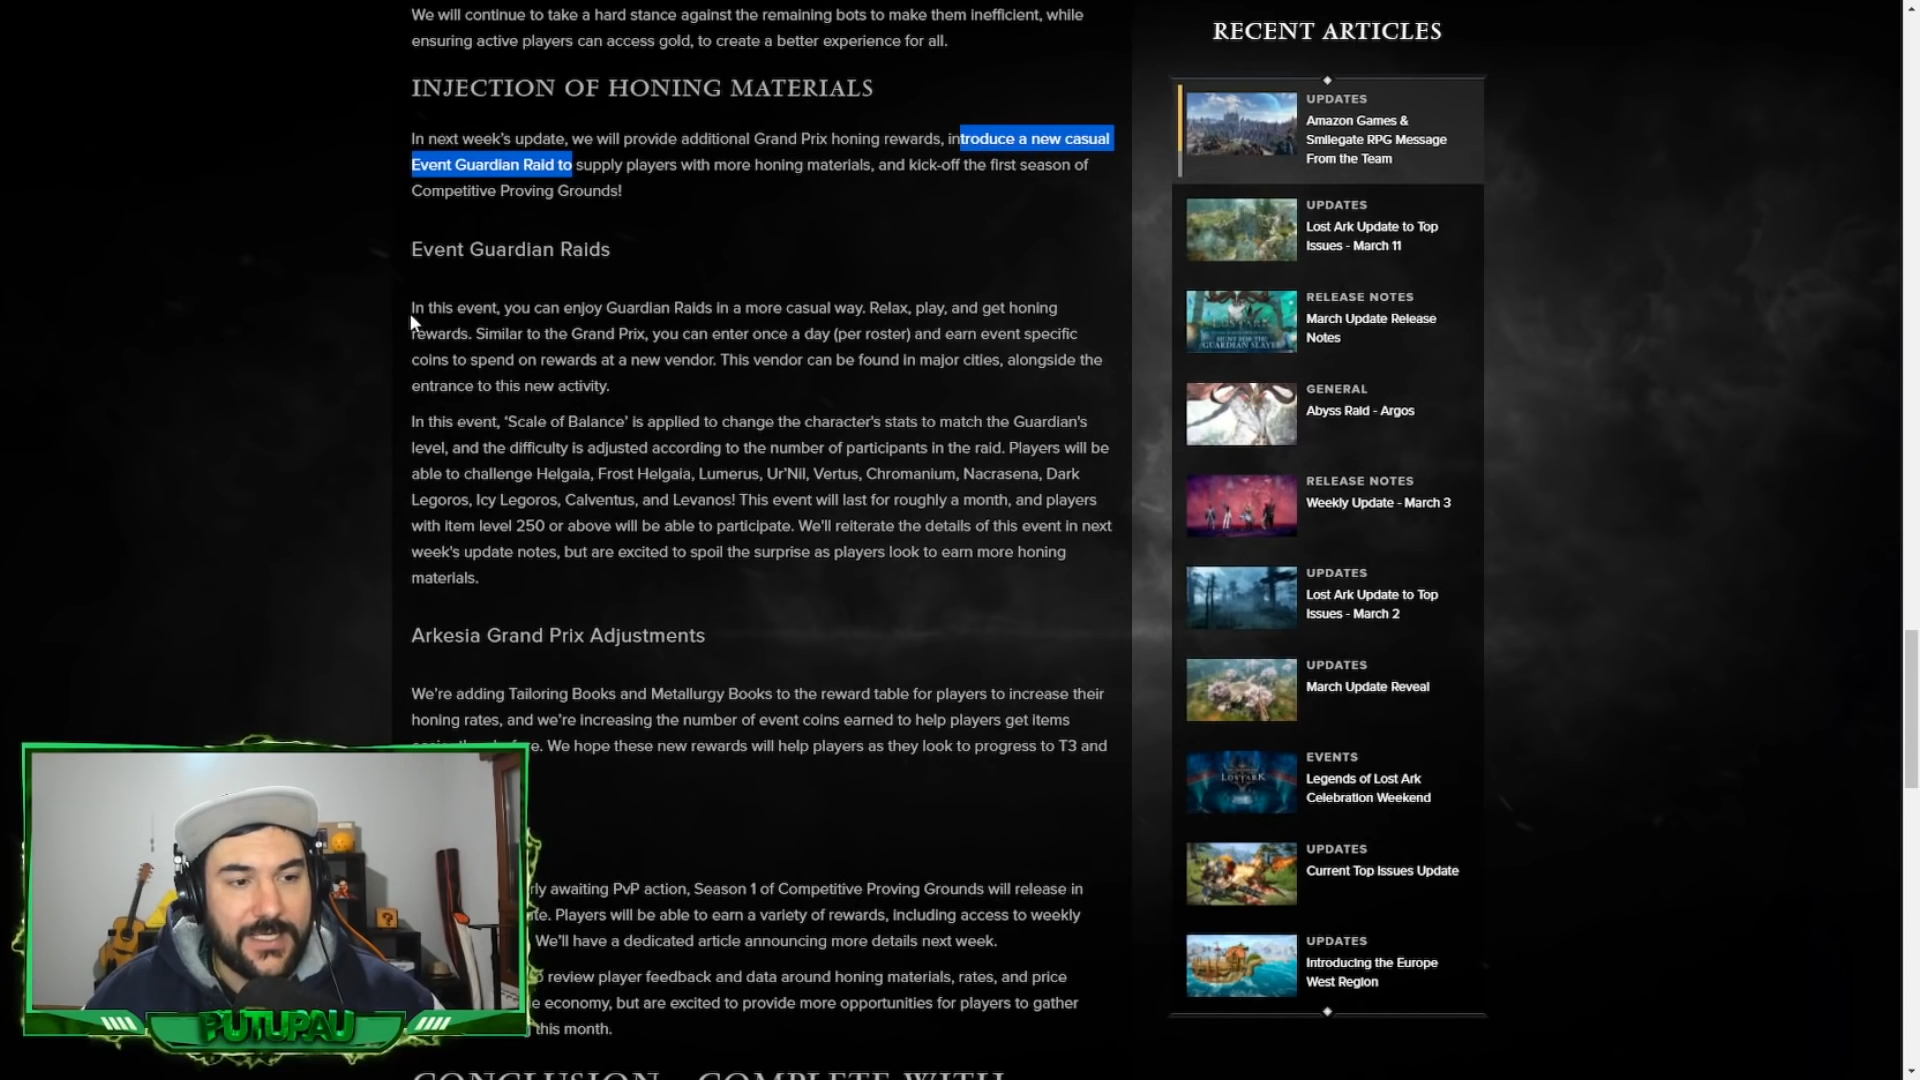 We will continue to take a hard stance against the remaining bots to make them inefficient, while
ensuring active players can access gold, to create a better experience for all.
INJECTION OF HONING MATERIALS
In next week's update, we will provide additional Grand Prix honing rewards, introduce a new casual
Event Guardian Raid to supply players with more honing materials, and kick-off the first season of
Competitive Proving Grounds!
Event Guardian Raids
In this event, you can enjoy Guardian Raids in a more casual way. Relax, play, and get honing
rewards. Similar to the Grand Prix, you can enter once a day (per roster) and earn event specific
coins to spend on rewards at a new vendor. This vendor can be found in major cities, alongside the
entrance to this new activity.
In this event, ‘Scale of Balance’ is applied to change the character's stats to match the Guardian's
level, and the difficulty is adjusted according to the number of participants in the raid. Players will be
able to challenge Helgaia, Frost Helgaia, Lumerus, Ur’Nil, Vertus, Chromanium, Nacrasena, Dark
Legoros, Icy Legoros, Calventus, and Levanos! This event will last for roughly a month, and players
with item level 250 or above will be able to participate. We'll reiterate the details of this event in next
week's update notes, but are excited to spoil the surprise as players look to earn more honing
materials.
Arkesia Grand Prix Adjustments
We’re adding Tailoring Books and Metallurgy Books to the reward table for players to increase their
honing rates, and we’re increasing the number of event coins earned to help players get items
e. We hope these new rewards will help players as they look to progress to T3 and
rly awaiting PvP action, Season 1 of Competitive Proving Grounds will release in
te. Players will be able to earn a variety of rewards, including access to weekly
We’ll have a dedicated article announcing more details next week.
o review player feedback and data around honing materials, rates, and price
e economy, but are excited to provide more opportunities for players to gather
this month.
CONCLUSION - COMPLETE WITH
RECENT ARTICLES
UPDATES
Amazon Games &
Smilegate RPG Message
From the Team
UPDATES
Lost Ark Update to Top
Issues - March 11
RELEASE NOTES
March Update Release
Notes
GENERAL
Abyss Raid - Argos
RELEASE NOTES
Weekly Update - March 3
UPDATES
Lost Ark Update to Top
Issues - March 2
UPDATES
March Update Reveal
EVENTS
Legends of Lost Ark
Celebration Weekend
UPDATES
Current Top Issues Update
UPDATES
Introducing the Europe
West Region
LOST ARK
PUTUPAU